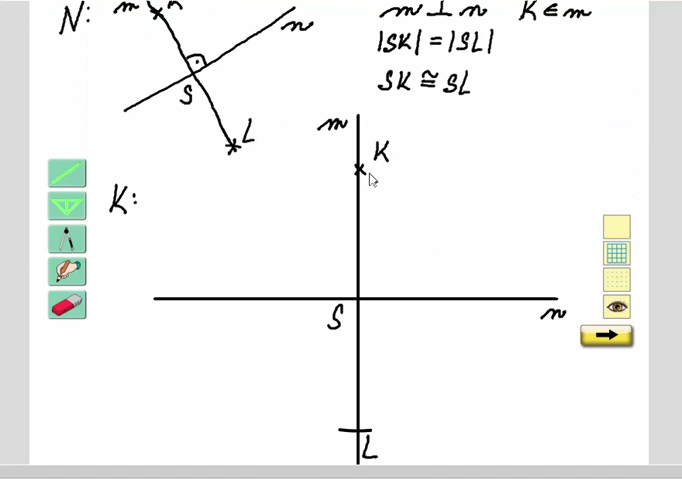 N: m K n m ⊥ n K ∈ m
|SK| = |SL|
S SK ≅ SL
L
m
K
K:
S n
L